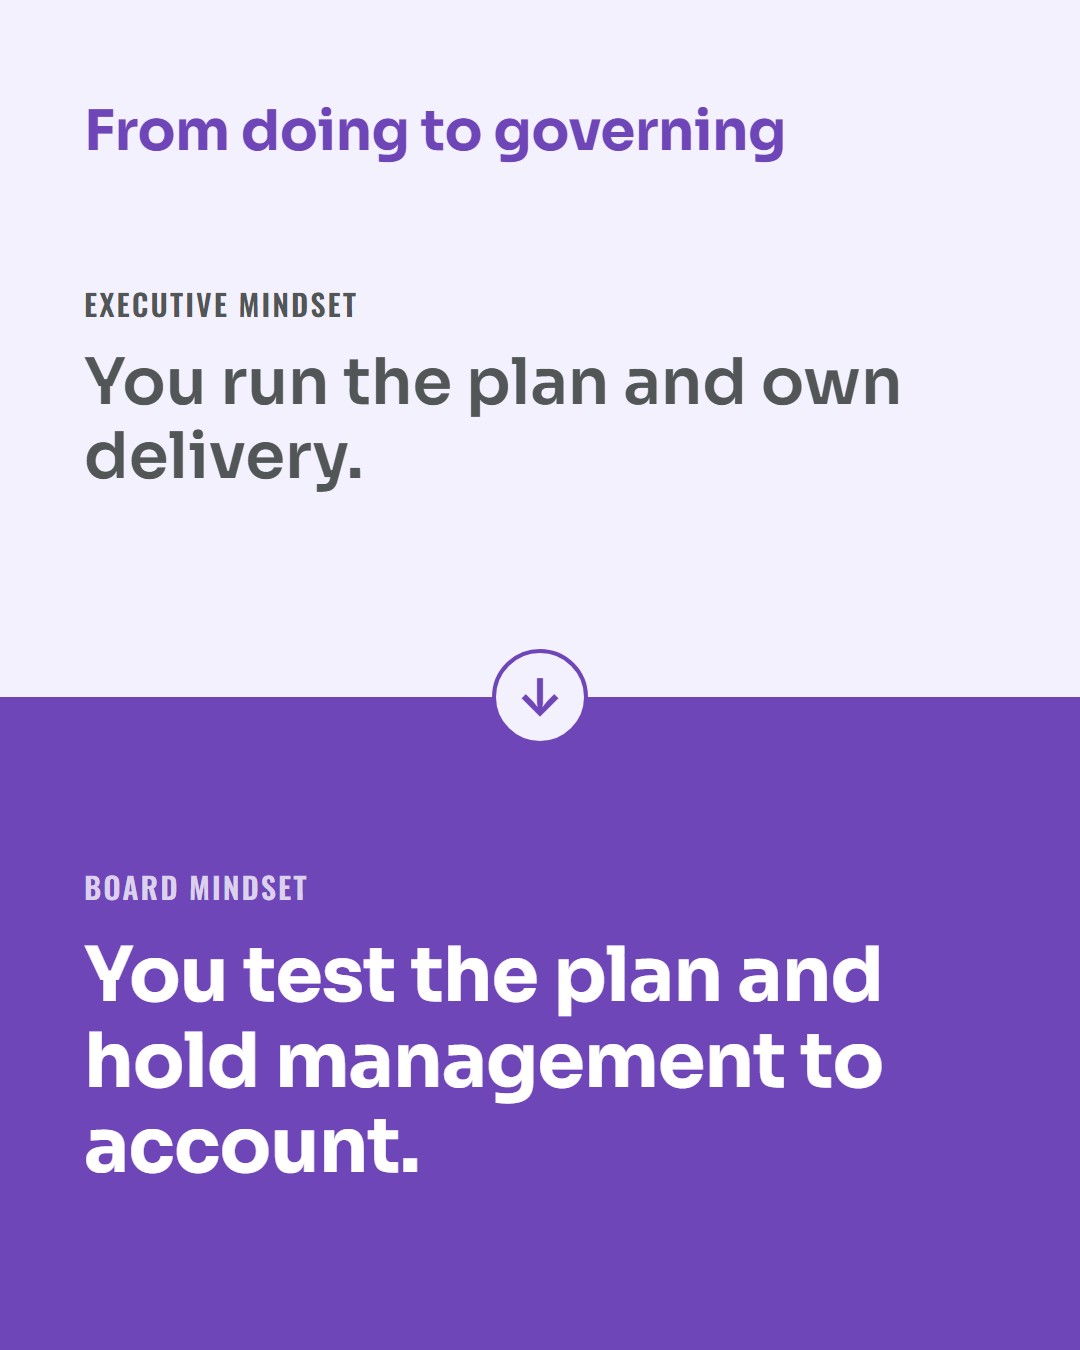 From doing to governing
EXECUTIVE MINDSET
You run the plan and own
delivery.
BOARD MINDSET
You test the plan and
hold management to
account.